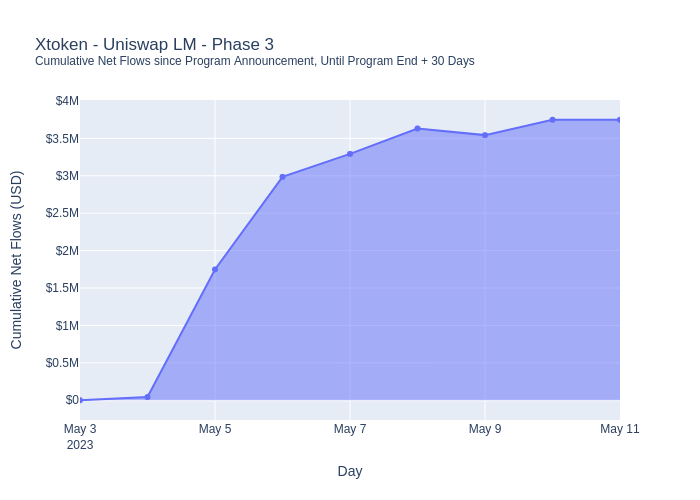 Xtoken - Uniswap LM - Phase 3
Cumulative Net Flows since Program Announcement, Until Program End + 30 Days
Cumulative Net Flows (USD)
$4M
$3.5M
$3M
$2.5M
$2M
$1.5M
$1M
$0.5M
$0
May 3
2023
May 5
May 7
May 9
May 11
Day